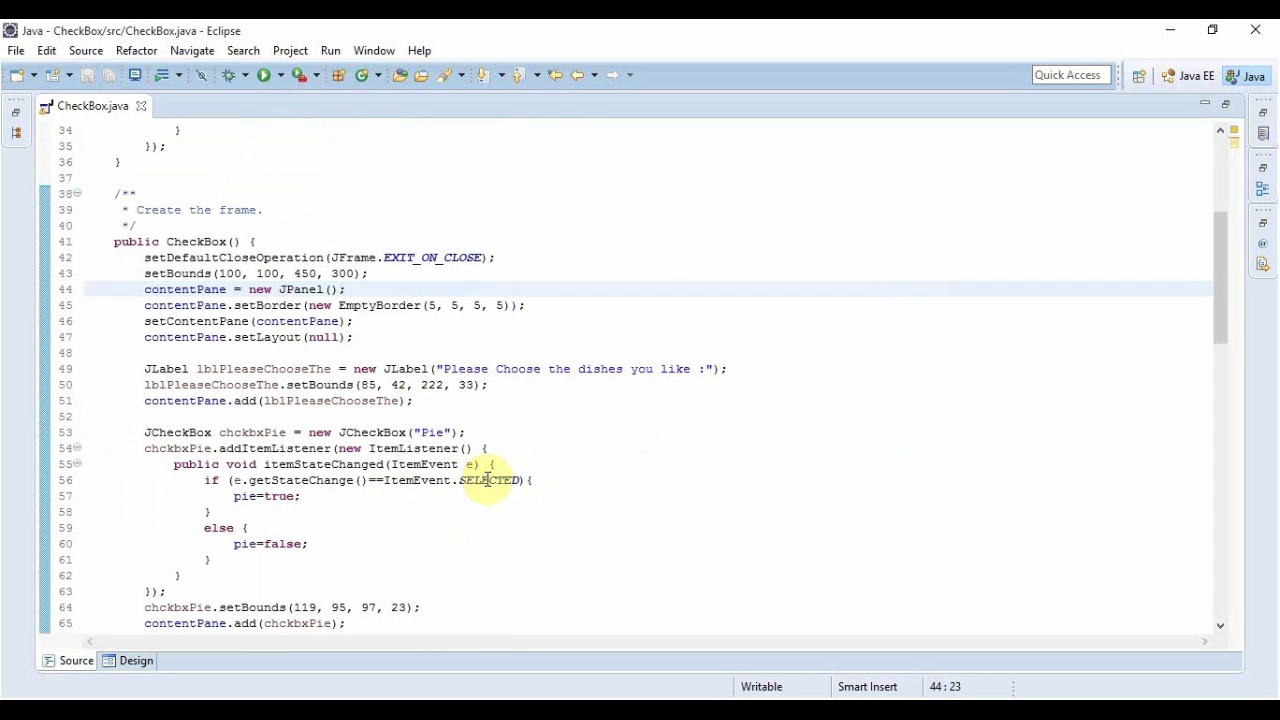 Java - CheckBox/src/CheckBox.java - Eclipse
File Edit Source Refactor Navigate Search Project Run Window Help
Quick Access Java EE Java
CheckBox.java
34 }
35 });
36 }
37
38 /**
39 * Create the frame.
40 */
41 public CheckBox() {
42 setDefaultCloseOperation(JFrame.EXIT_ON_CLOSE);
43 setBounds(100, 100, 450, 300);
44 contentPane = new JPanel();
45 contentPane.setBorder(new EmptyBorder(5, 5, 5, 5));
46 setContentPane(contentPane);
47 contentPane.setLayout(null);
48
49 JLabel lblPleaseChooseThe = new JLabel("Please Choose the dishes you like :");
50 lblPleaseChooseThe.setBounds(85, 42, 222, 33);
51 contentPane.add(lblPleaseChooseThe);
52
53 JCheckBox chckbxPie = new JCheckBox("Pie");
54 chckbxPie.addItemListener(new ItemListener() {
55 public void itemStateChanged(ItemEvent e) {
56 if (e.getStateChange()==ItemEvent.SELECTED){
57 pie=true;
58 }
59 else {
60 pie=false;
61 }
62 }
63 });
64 chckbxPie.setBounds(119, 95, 97, 23);
65 contentPane.add(chckbxPie);
Source Design
Writable Smart Insert 44 : 23